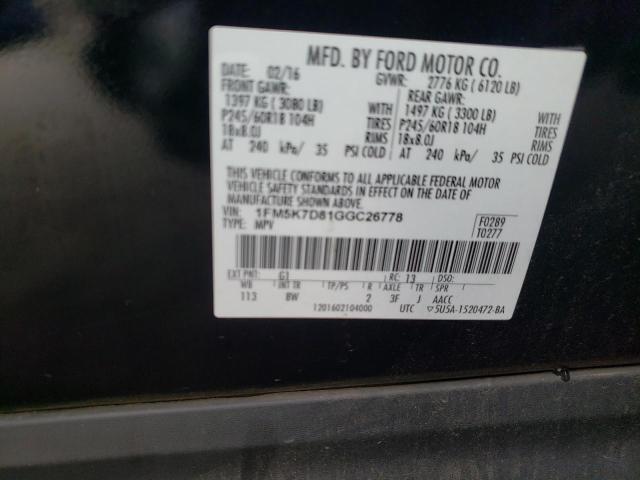 MFD. BY FORD MOTOR CO.
DATE: 02/16 GVWR: 2776 KG ( 6120 LB)
FRONT GAWR: REAR GAWR:
1397 KG ( 3080 LB) WITH 1497 KG ( 3300 LB) WITH
P245/60R18 104H TIRES P245/60R18 104H TIRES
18x8.0J RIMS 18x8.0J RIMS
AT 240 kPa/ 35 PSI COLD AT 240 kPa/ 35 PSI COLD
THIS VEHICLE CONFORMS TO ALL APPLICABLE FEDERAL MOTOR
VEHICLE SAFETY STANDARDS IN EFFECT ON THE DATE OF
MANUFACTURE SHOWN ABOVE.
VIN: 1FM5K7D81GGC26778 F0289
TYPE: MPV T0277
EXT PNT: G1 RC: 13 DSO:
WB INT TR TP/PS R AXLE TR SPR
113 BW 2 3F J AACC
1201602104000 UTC ▽5U5A-1520472-BA